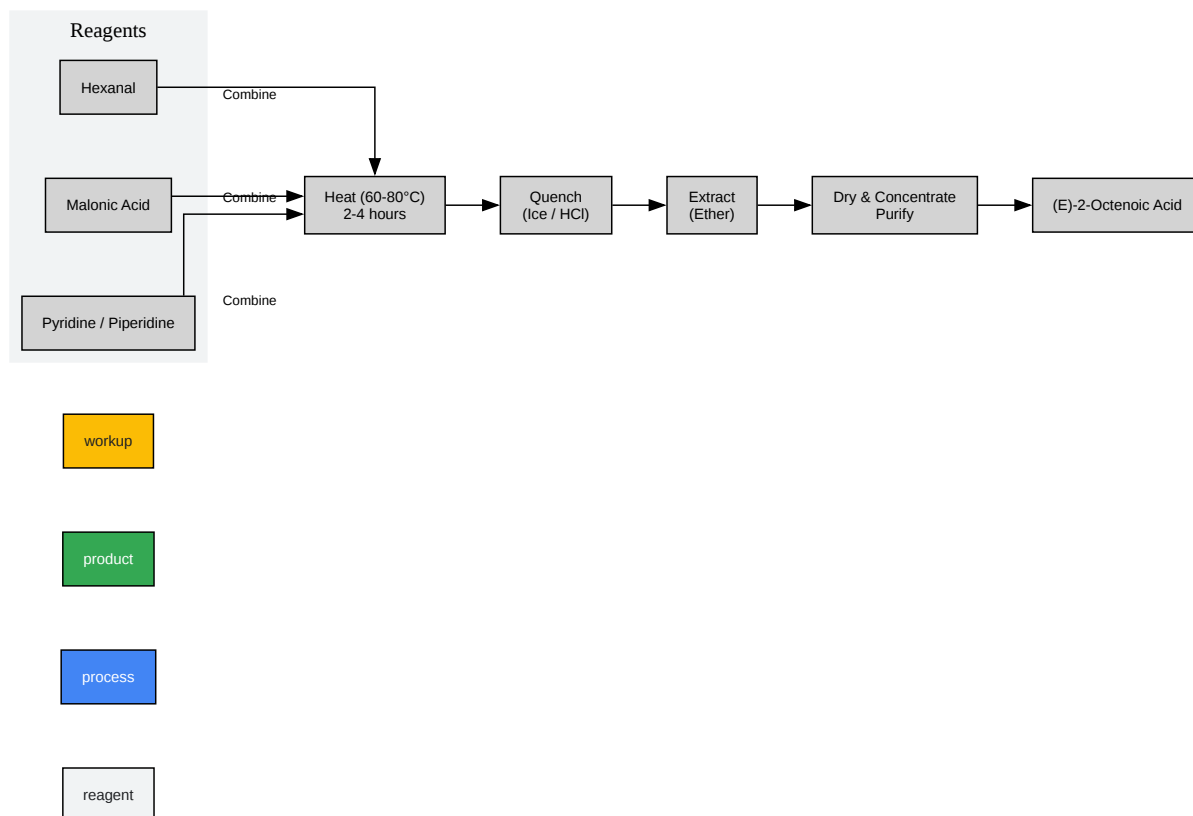 Reagents
Hexanal
Combine
Malonic Acid
Combine
Heat (60-80°C)
2-4 hours
Quench
(Ice / HCl)
Extract
(Ether)
Dry & Concentrate
Purify
(E)-2-Octenoic Acid
Pyridine / Piperidine
Combine
workup
product
process
reagent